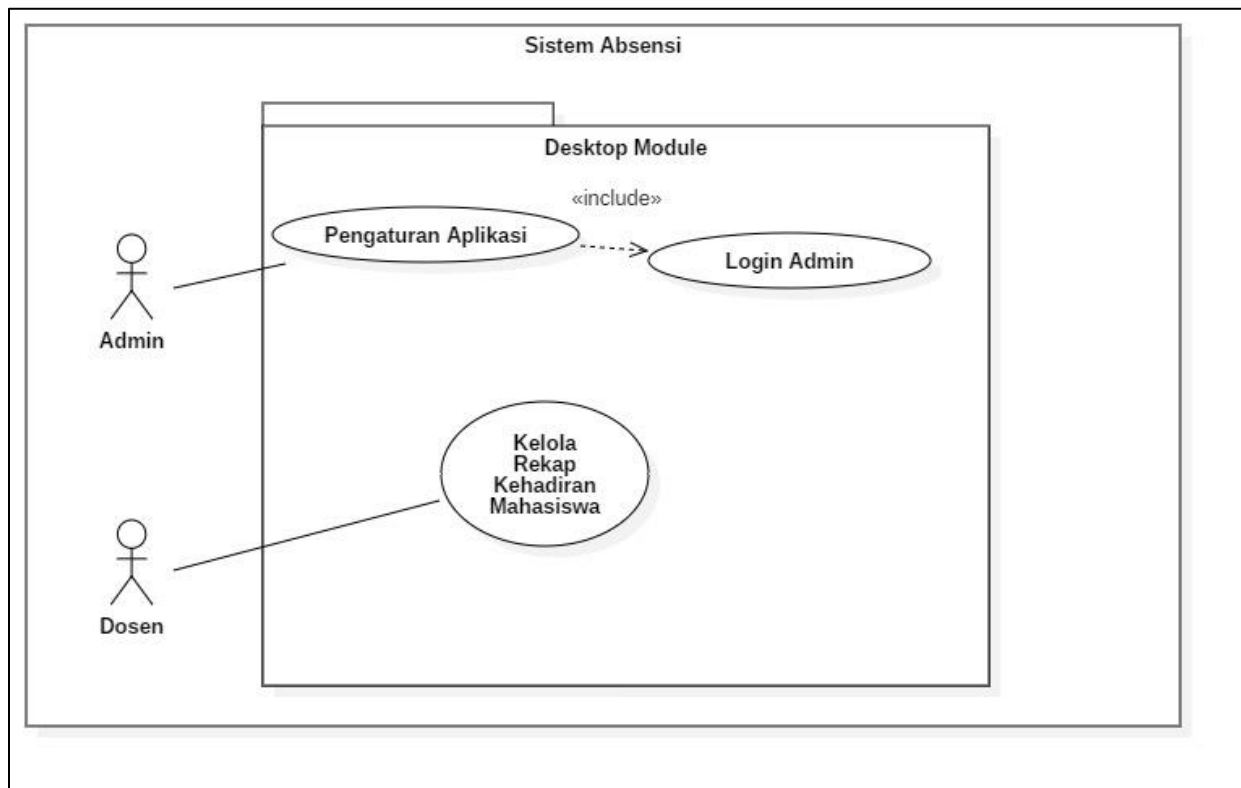 Sistem Absensi
Desktop Module
«include»
Pengaturan Aplikasi
Login Admin
Admin
Kelola
Rekap
Kehadiran
Mahasiswa
Dosen